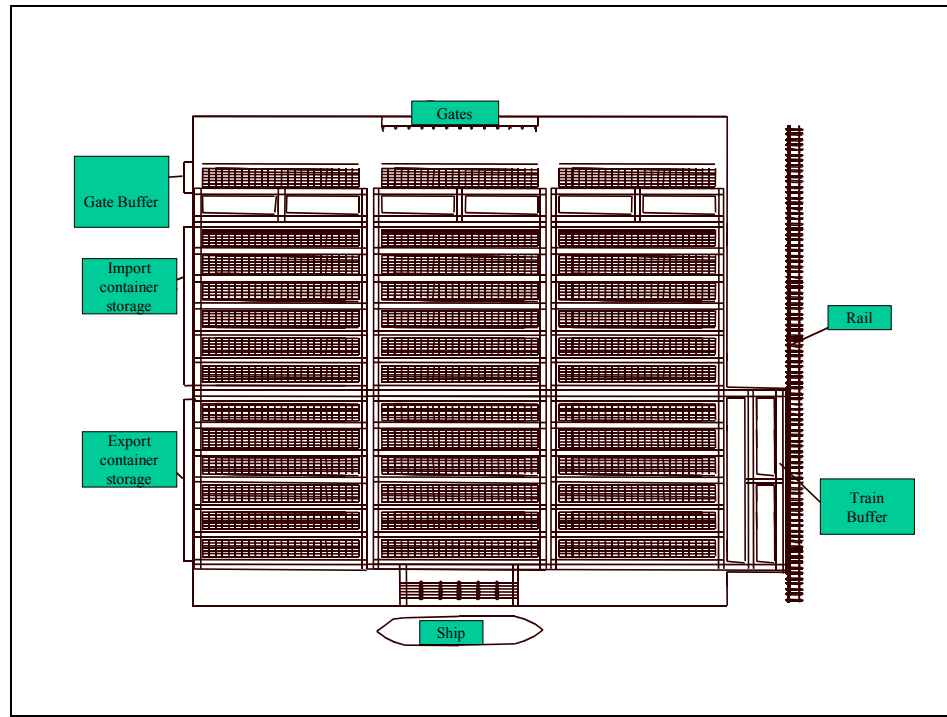 Gates
Gate Buffer
Import
container
storage
Rail
Export
container
storage
Train
Buffer
Ship